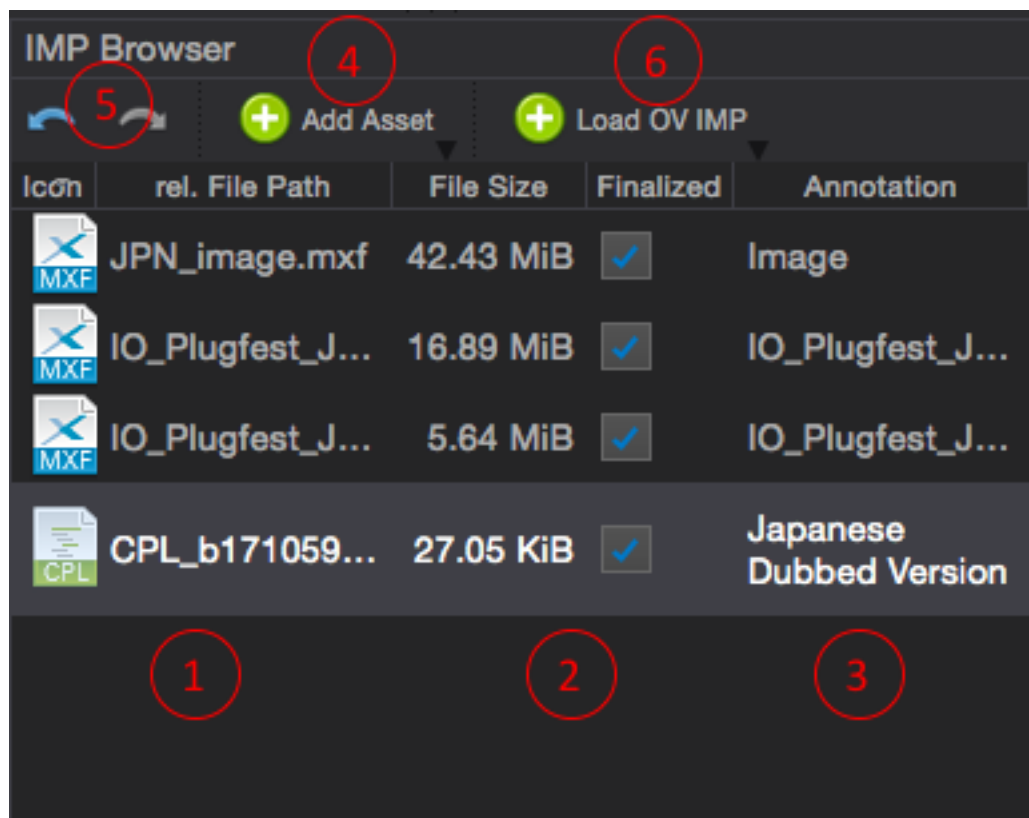 IMP Browser
4
6
5
Add Asset
Load OV IMP
Icon
rel. File Path
File Size
Finalized
Annotation
MXF
JPN_image.mxf
42.43 MiB
Image
MXF
IO_Plugfest_J...
16.89 MiB
IO_Plugfest_J...
MXF
IO_Plugfest_J...
5.64 MiB
IO_Plugfest_J...
CPL
CPL_b171059...
27.05 KiB
Japanese
Dubbed Version
1
2
3